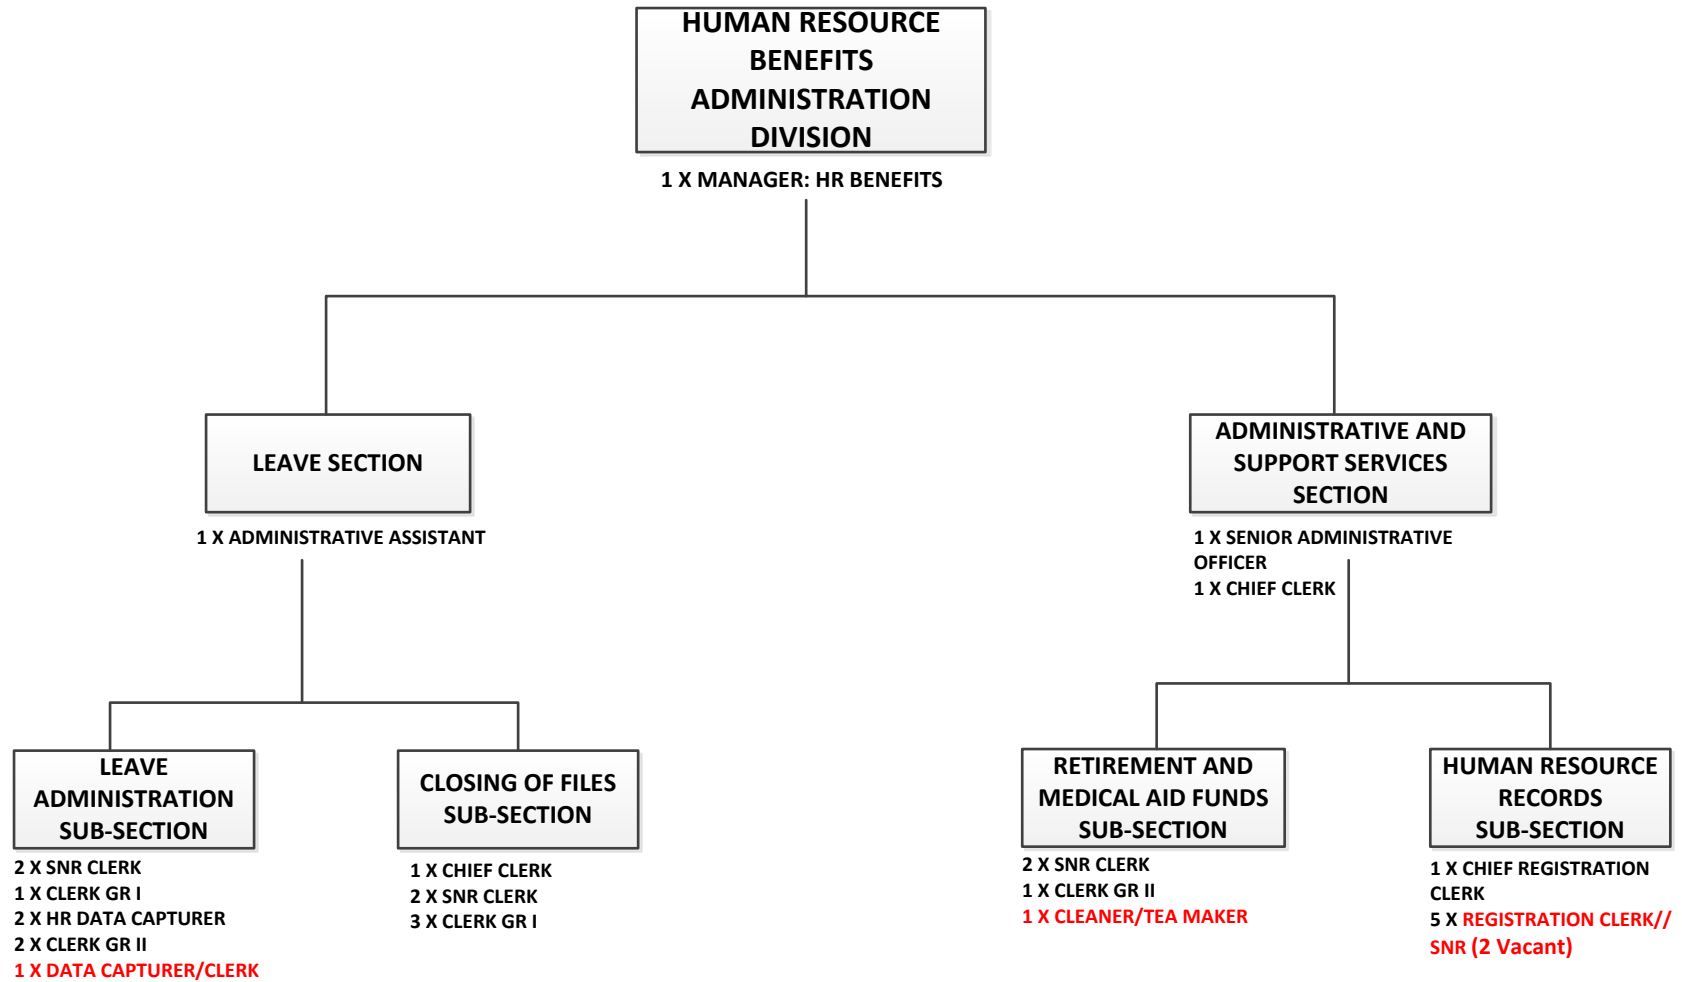 HUMAN RESOURCE
BENEFITS
ADMINISTRATION
DIVISION
1 X MANAGER: HR BENEFITS
LEAVE SECTION
1 X ADMINISTRATIVE ASSISTANT
ADMINISTRATIVE AND
SUPPORT SERVICES
SECTION
1 X SENIOR ADMINISTRATIVE
OFFICER
1 X CHIEF CLERK
LEAVE
ADMINISTRATION
SUB-SECTION
2 X SNR CLERK
1 X CLERK GR I
2 X HR DATA CAPTURER
2 X CLERK GR II
1 X DATA CAPTURER/CLERK
CLOSING OF FILES
SUB-SECTION
1 X CHIEF CLERK
2 X SNR CLERK
3 X CLERK GR I
RETIREMENT AND
MEDICAL AID FUNDS
SUB-SECTION
2 X SNR CLERK
1 X CLERK GR II
1 X CLEANER/TEA MAKER
HUMAN RESOURCE
RECORDS
SUB-SECTION
1 X CHIEF REGISTRATION
CLERK
5 X REGISTRATION CLERK//
SNR (2 Vacant)